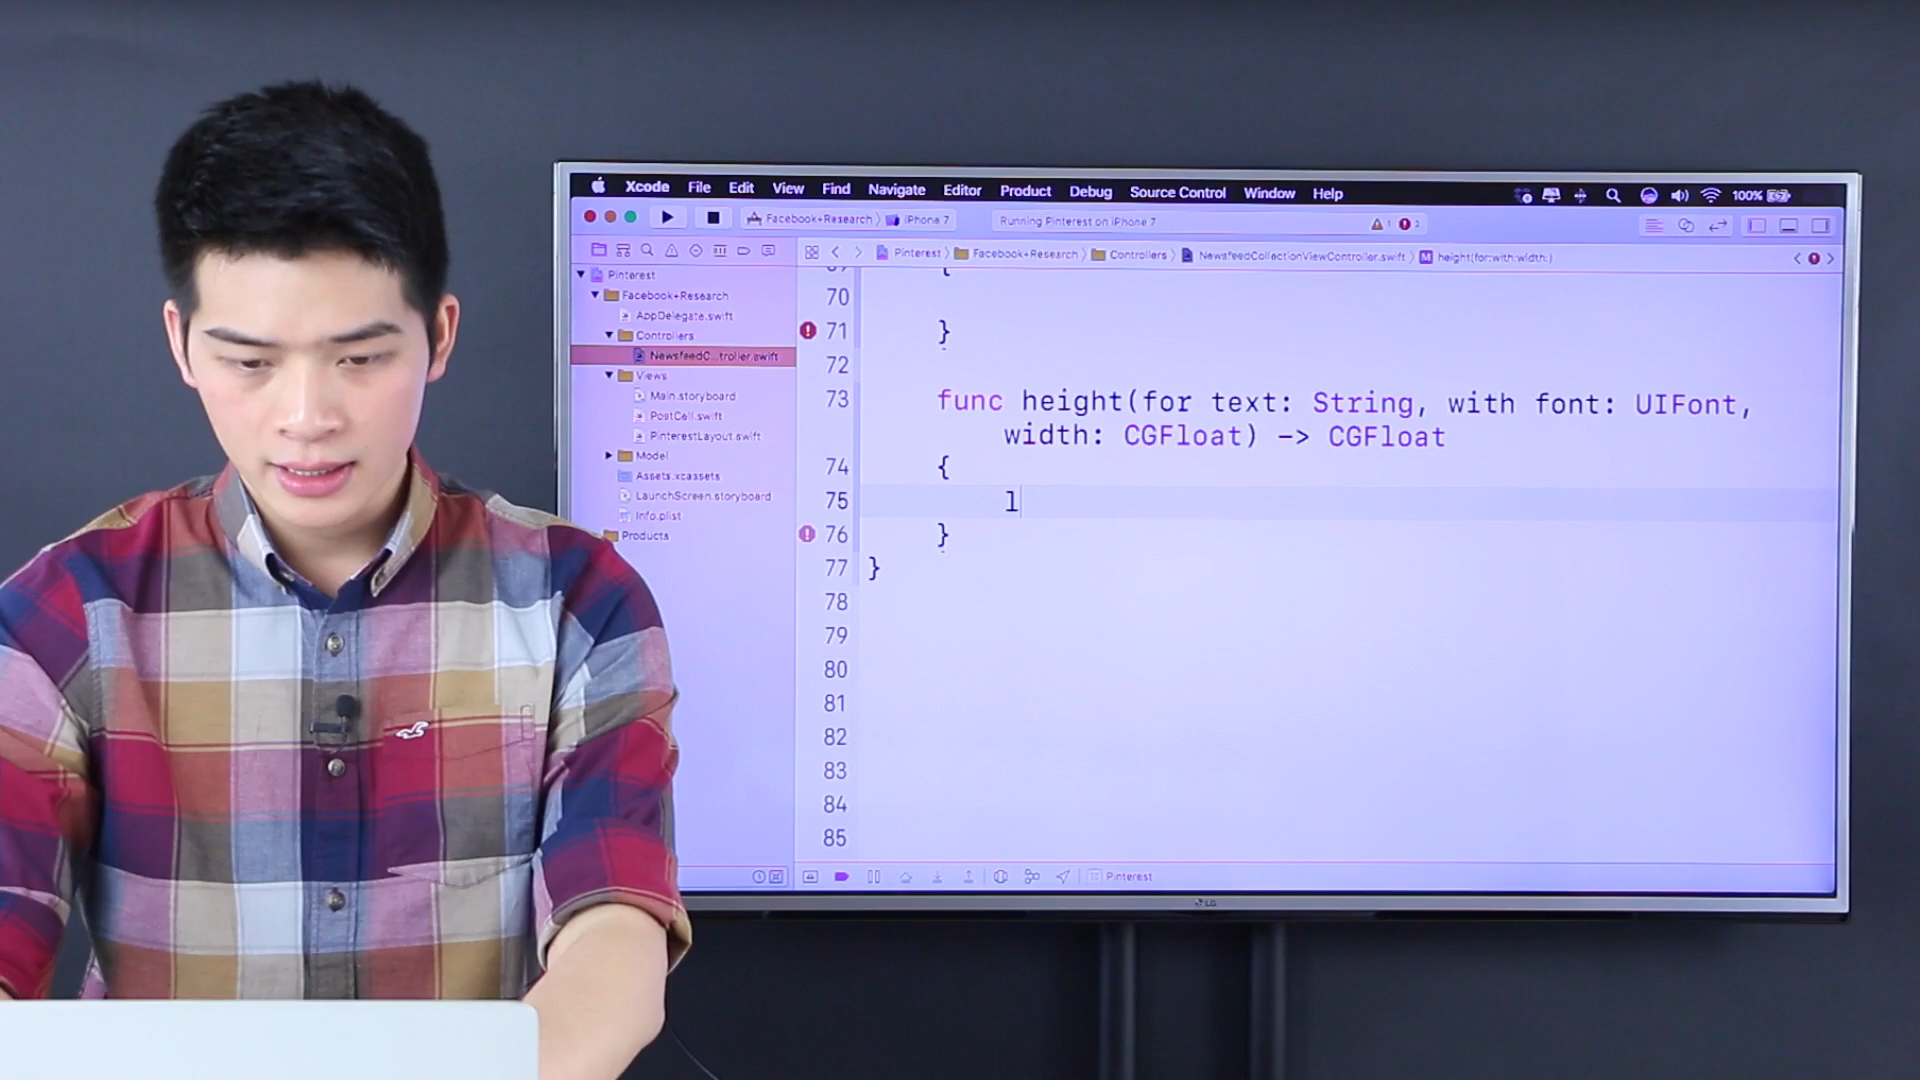 Xcode File Edit View Find Navigate Editor Product Debug Source Control Window Help 100%
Facebook+Research iPhone 7 Running Pinterest on iPhone 7 1 2
Pinterest Facebook+Research Controllers NewsfeedCollectionViewController.swift M height(for:with:width:)
Pinterest
Facebook+Research
AppDelegate.swift
Controllers
NewsfeedC...troller.swift
Views
Main.storyboard
PostCell.swift
PinterestLayout.swift
Model
Assets.xcassets
LaunchScreen.storyboard
Info.plist
Products
69 {
70
71 }
72
73 func height(for text: String, with font: UIFont,
width: CGFloat) -> CGFloat
74 {
75 l
76 }
77 }
78
79
80
81
82
83
84
85
Pinterest
LG